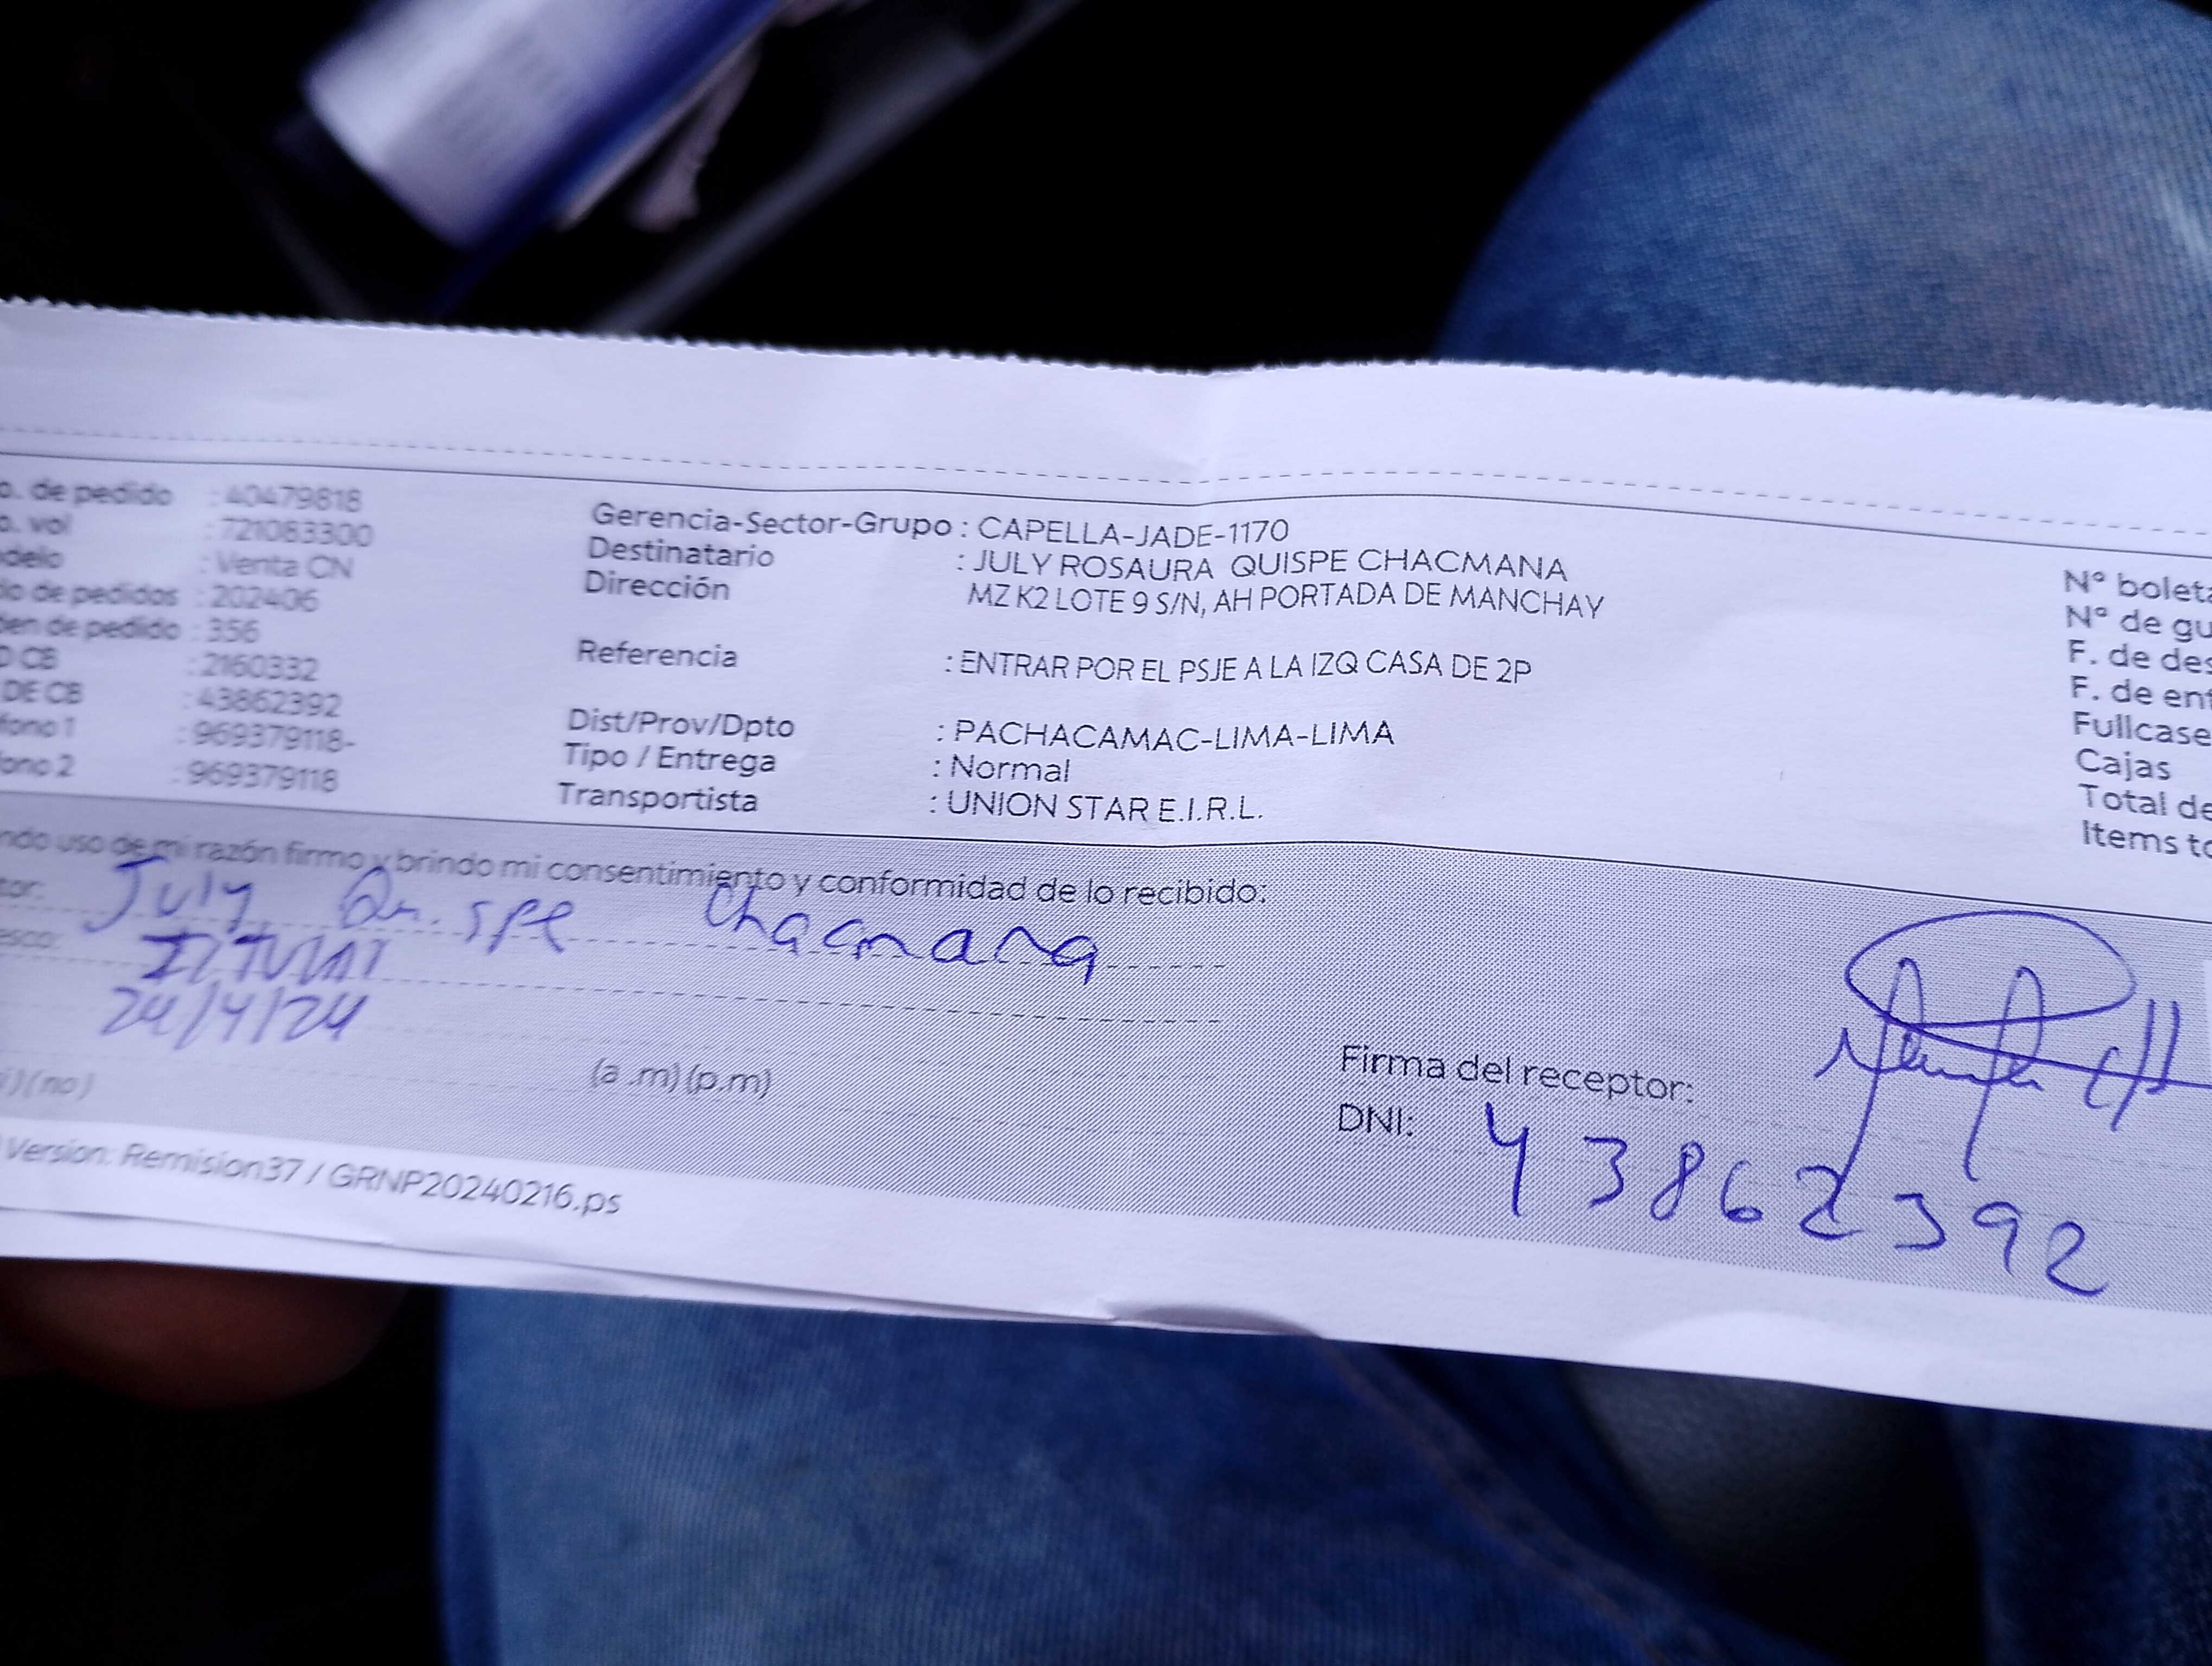 o. de pedido : 40479818
o. vol : 721083300
delo : Venta CN
do de pedidos : 202406
den de pedido : 356
D CB : 2160332
DE CB : 43862392
fono 1 : 969379118-
fono 2 : 969379118
Gerencia-Sector-Grupo : CAPELLA-JADE-1170
Destinatario : JULY ROSAURA QUISPE CHACMANA
Dirección MZ K2 LOTE 9 S/N, AH PORTADA DE MANCHAY
Referencia : ENTRAR POR EL PSJE A LA IZQ CASA DE 2P
Dist/Prov/Dpto : PACHACAMAC-LIMA-LIMA
Tipo / Entrega : Normal
Transportista : UNION STAR E.I.R.L.
N° boleta
N° de gu
F. de des
F. de ent
Fullcase
Cajas
Total de
Items to
ndo uso de mi razón firmo y brindo mi consentimiento y conformidad de lo recibido:
tor: July Quispe Chacmana
esco:
24/4/24
i) (no) (a .m) (p.m)
Firma del receptor:
DNI: 43862392
Version: Remision37 / GRNP20240216.ps